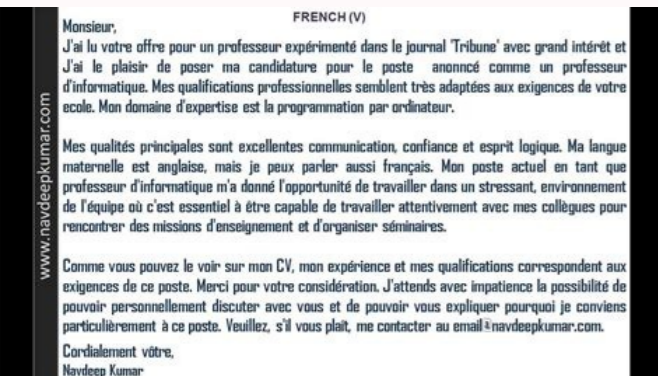 FRENCH (V)
Monsieur,
J'ai lu votre offre pour un professeur expérimenté dans le journal 'Tribune' avec grand intérêt et
J'ai le plaisir de poser ma candidature pour le poste anonncé comme un professeur
d'informatique. Mes qualifications professionnelles semblent très adaptées aux exigences de votre
ecole. Mon domaine d'expertise est la programmation par ordinateur.
Mes qualités principales sont excellentes communication, confiance et esprit logique. Ma langue
maternelle est anglaise, mais je peux parler aussi français. Mon poste actuel en tant que
professeur d'informatique m'a donné l'opportunité de travailler dans un stressant, environnement
de l'équipe où c'est essentiel à être capable de travailler attentivement avec mes collègues pour
rencontrer des missions d'enseignement et d'organiser séminaires.
Comme vous pouvez le voir sur mon CV, mon expérience et mes qualifications correspondent aux
exigences de ce poste. Merci pour votre considération. J'attends avec impatience la possibilité de
pouvoir personnellement discuter avec vous et de pouvoir vous expliquer pourquoi je conviens
particulièrement à ce poste. Veuillez, s'il vous plaît, me contacter au email@navdeepkumar.com.
Cordialement vôtre,
Navdeep Kumar
www.navdeepkumar.com